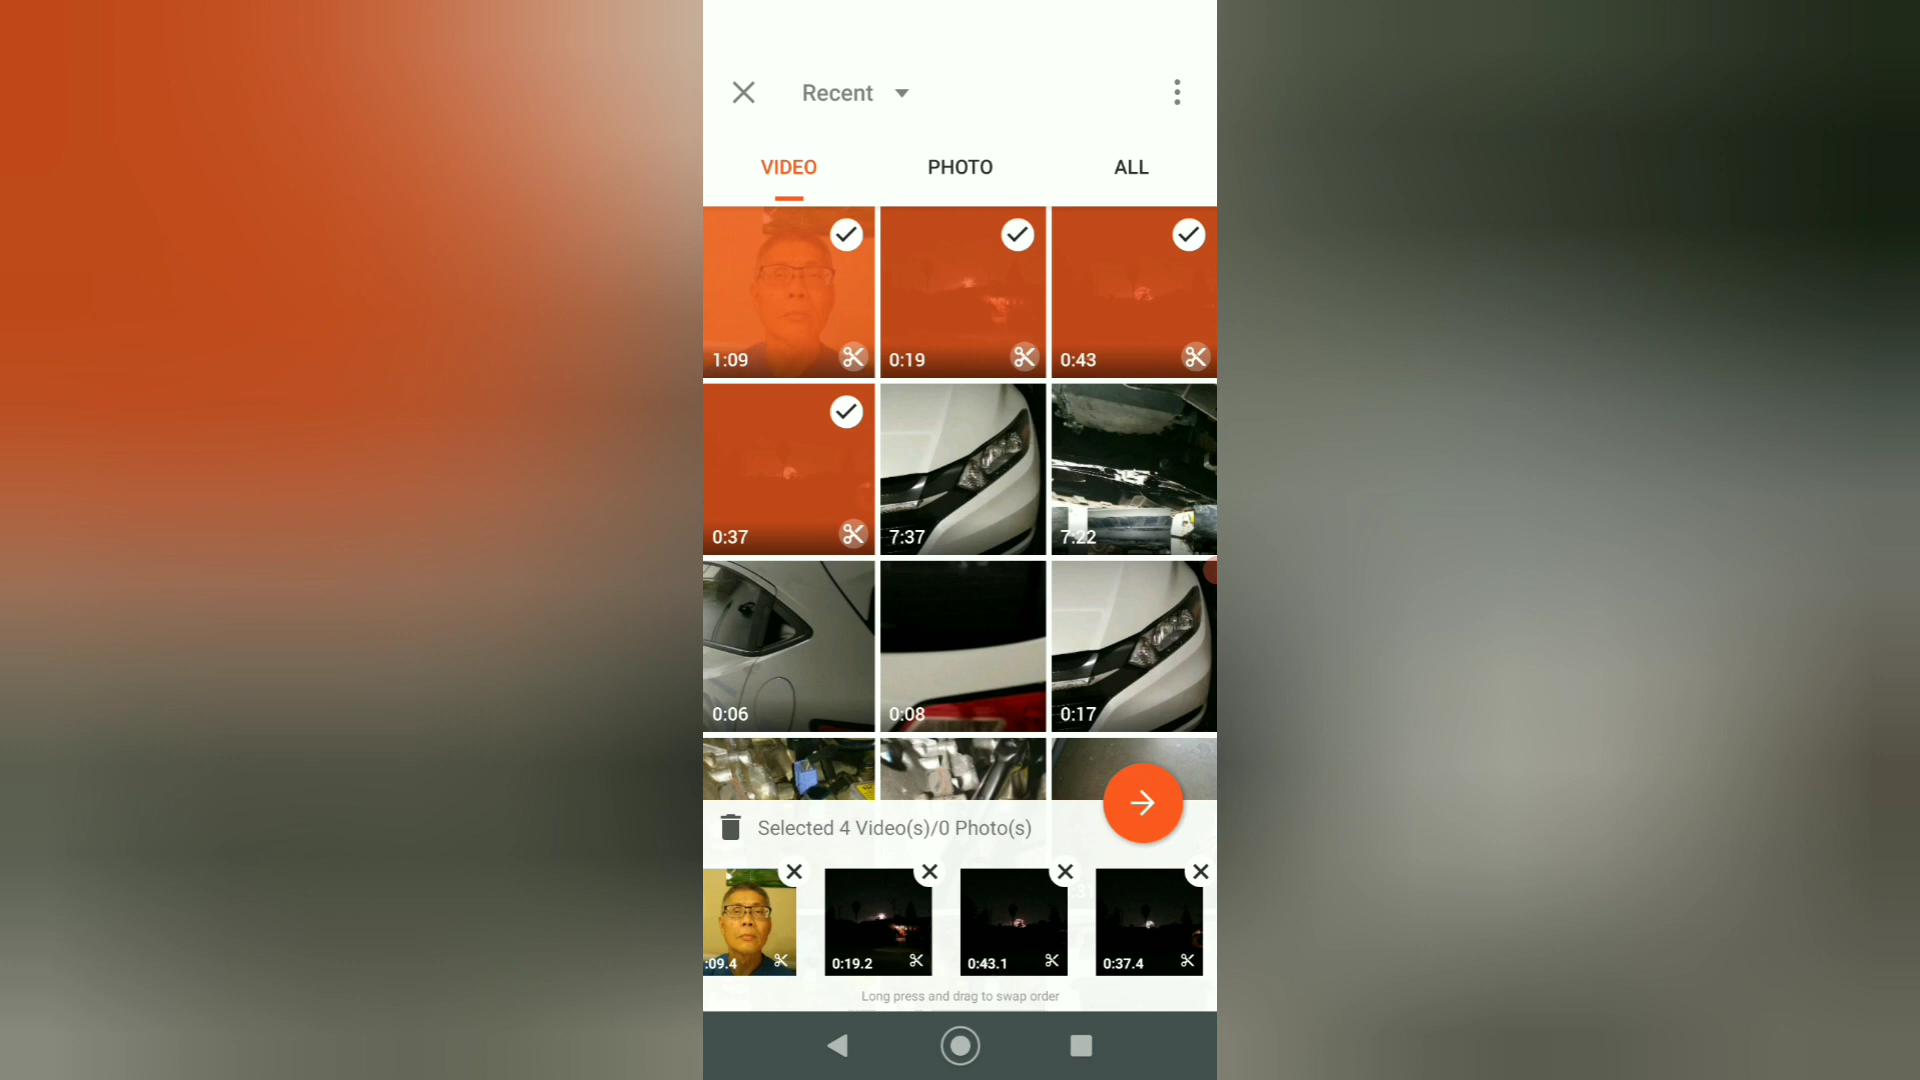 Recent
VIDEO PHOTO ALL
1:09 0:19 0:43
0:37 7:37 7:22
0:06 0:08 0:17
Selected 4 Video(s)/0 Photo(s)
:09.4 0:19.2 0:43.1 0:37.4
Long press and drag to swap order